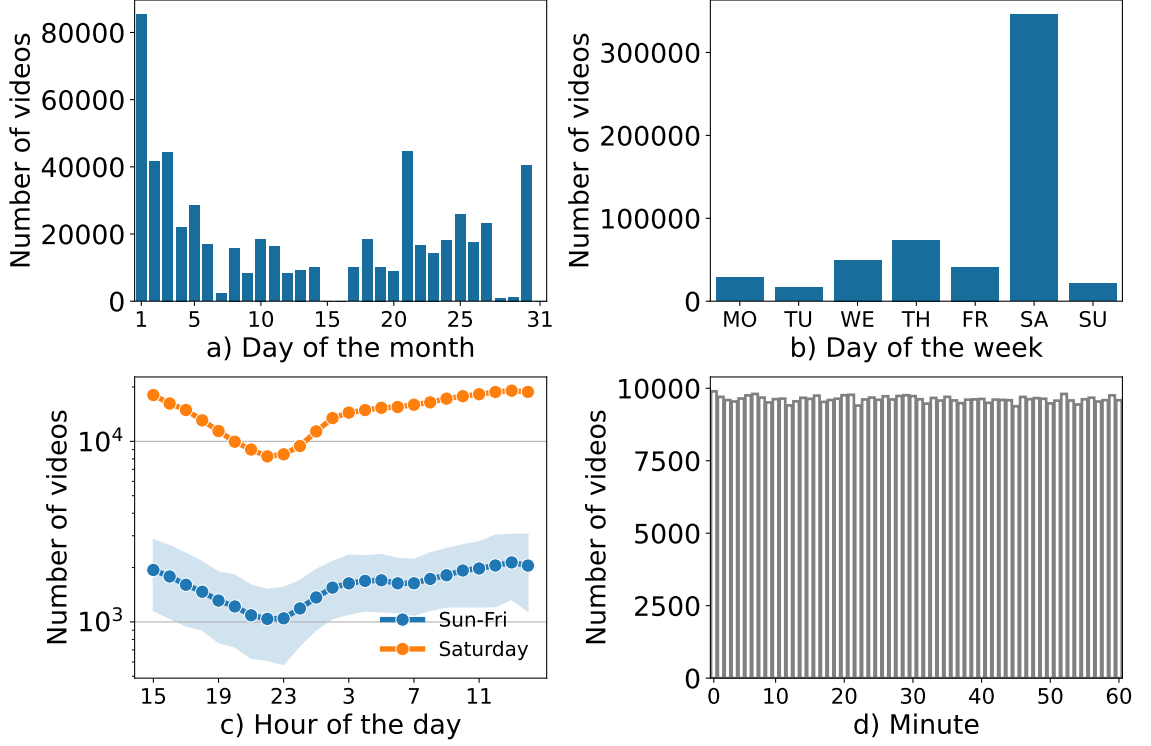 Number of videos
80000
60000
40000
20000
0
1 5 10 15 20 25 31
a) Day of the month
Number of videos
300000
200000
100000
0
MO TU WE TH FR SA SU
b) Day of the week
Number of videos
10⁴
10³
Sun-Fri
Saturday
15 19 23 3 7 11
c) Hour of the day
Number of videos
10000
7500
5000
2500
0
0 10 20 30 40 50 60
d) Minute